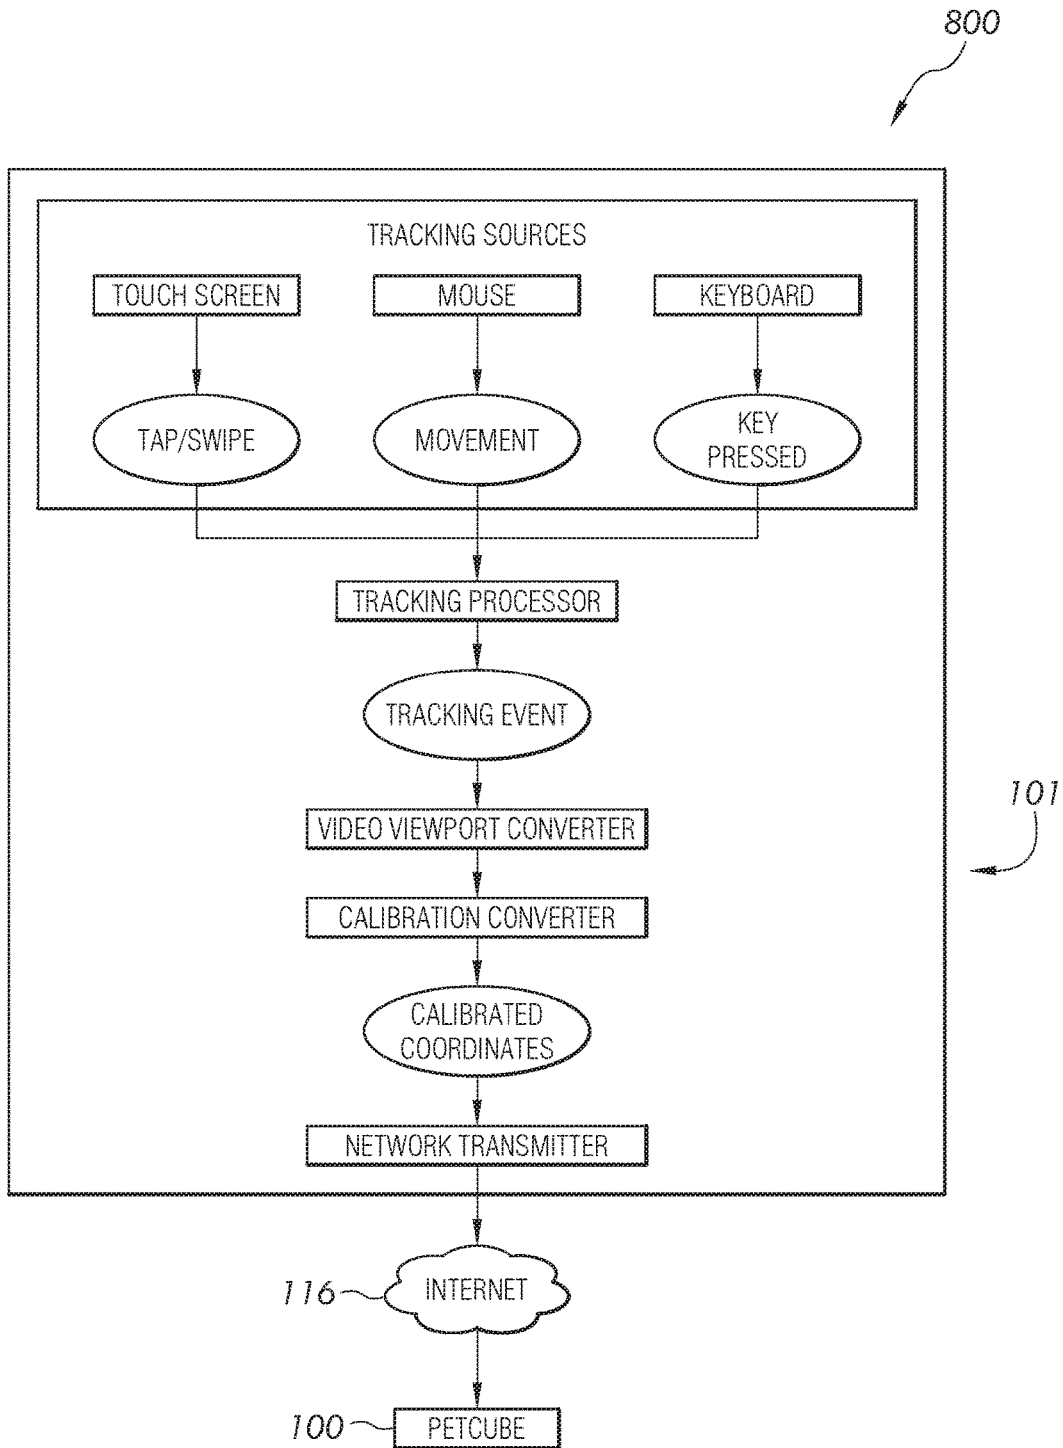 800
TRACKING SOURCES
TOUCH SCREEN
MOUSE
KEYBOARD
TAP/SWIPE
MOVEMENT
KEY
PRESSED
TRACKING PROCESSOR
TRACKING EVENT
101
VIDEO VIEWPORT CONVERTER
CALIBRATION CONVERTER
CALIBRATED
COORDINATES
NETWORK TRANSMITTER
116
INTERNET
100
PETCUBE